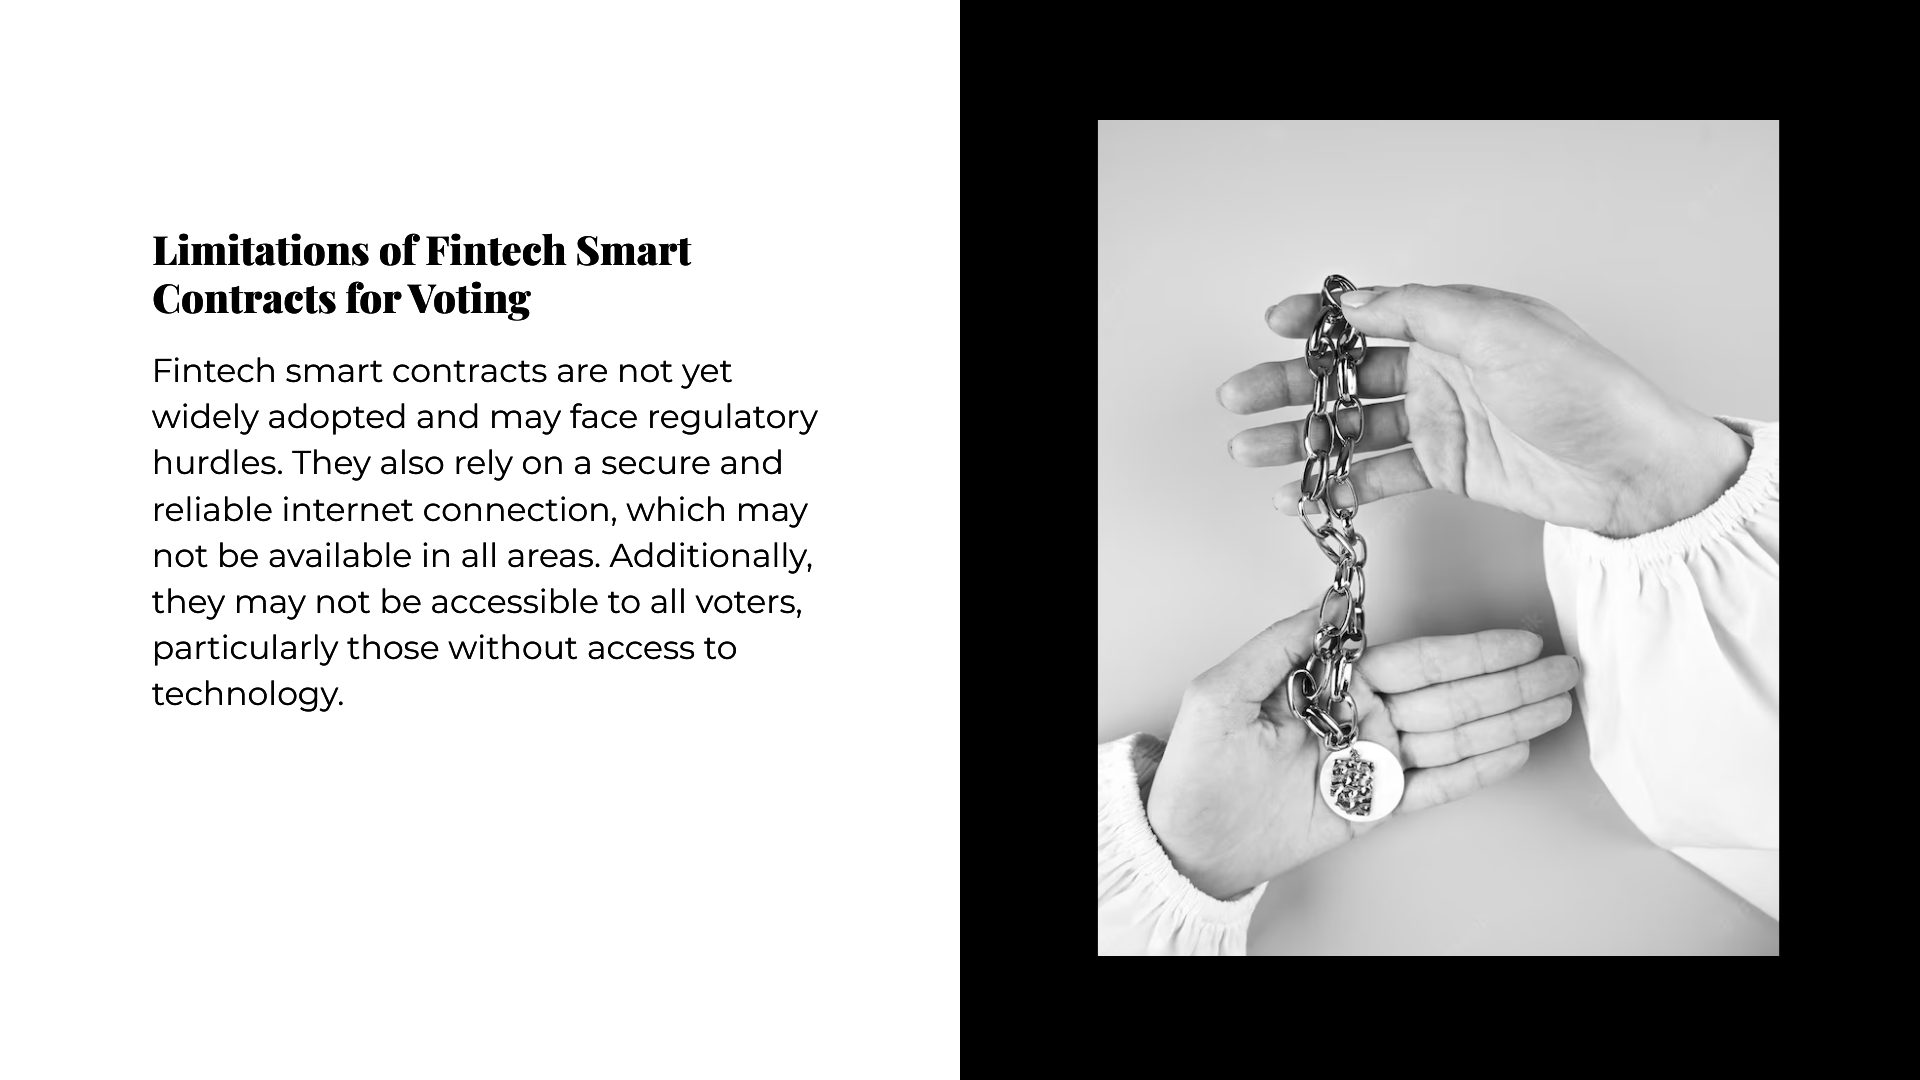 Limitations of Fintech Smart
Contracts for Voting
Fintech smart contracts are not yet
widely adopted and may face regulatory
hurdles. They also rely on a secure and
reliable internet connection, which may
not be available in all areas. Additionally,
they may not be accessible to all voters,
particularly those without access to
technology.